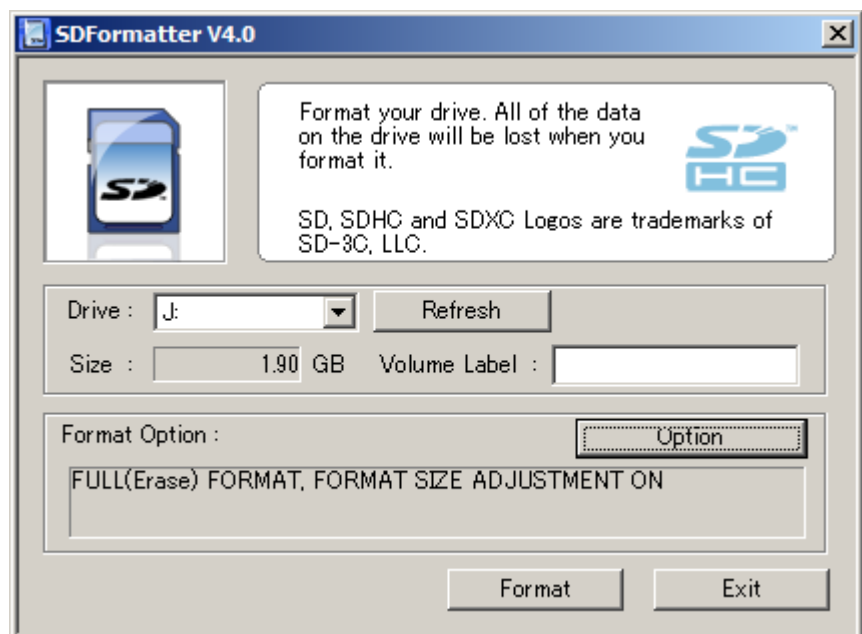 SDFormatter V4.0
Format your drive. All of the data
on the drive will be lost when you
format it.
SD, SDHC and SDXC Logos are trademarks of
SD-3C, LLC.
SD
SD
HC
TM
Drive : J: Refresh
Size : 1.90 GB Volume Label :
Format Option : Option
FULL(Erase) FORMAT, FORMAT SIZE ADJUSTMENT ON
Format Exit